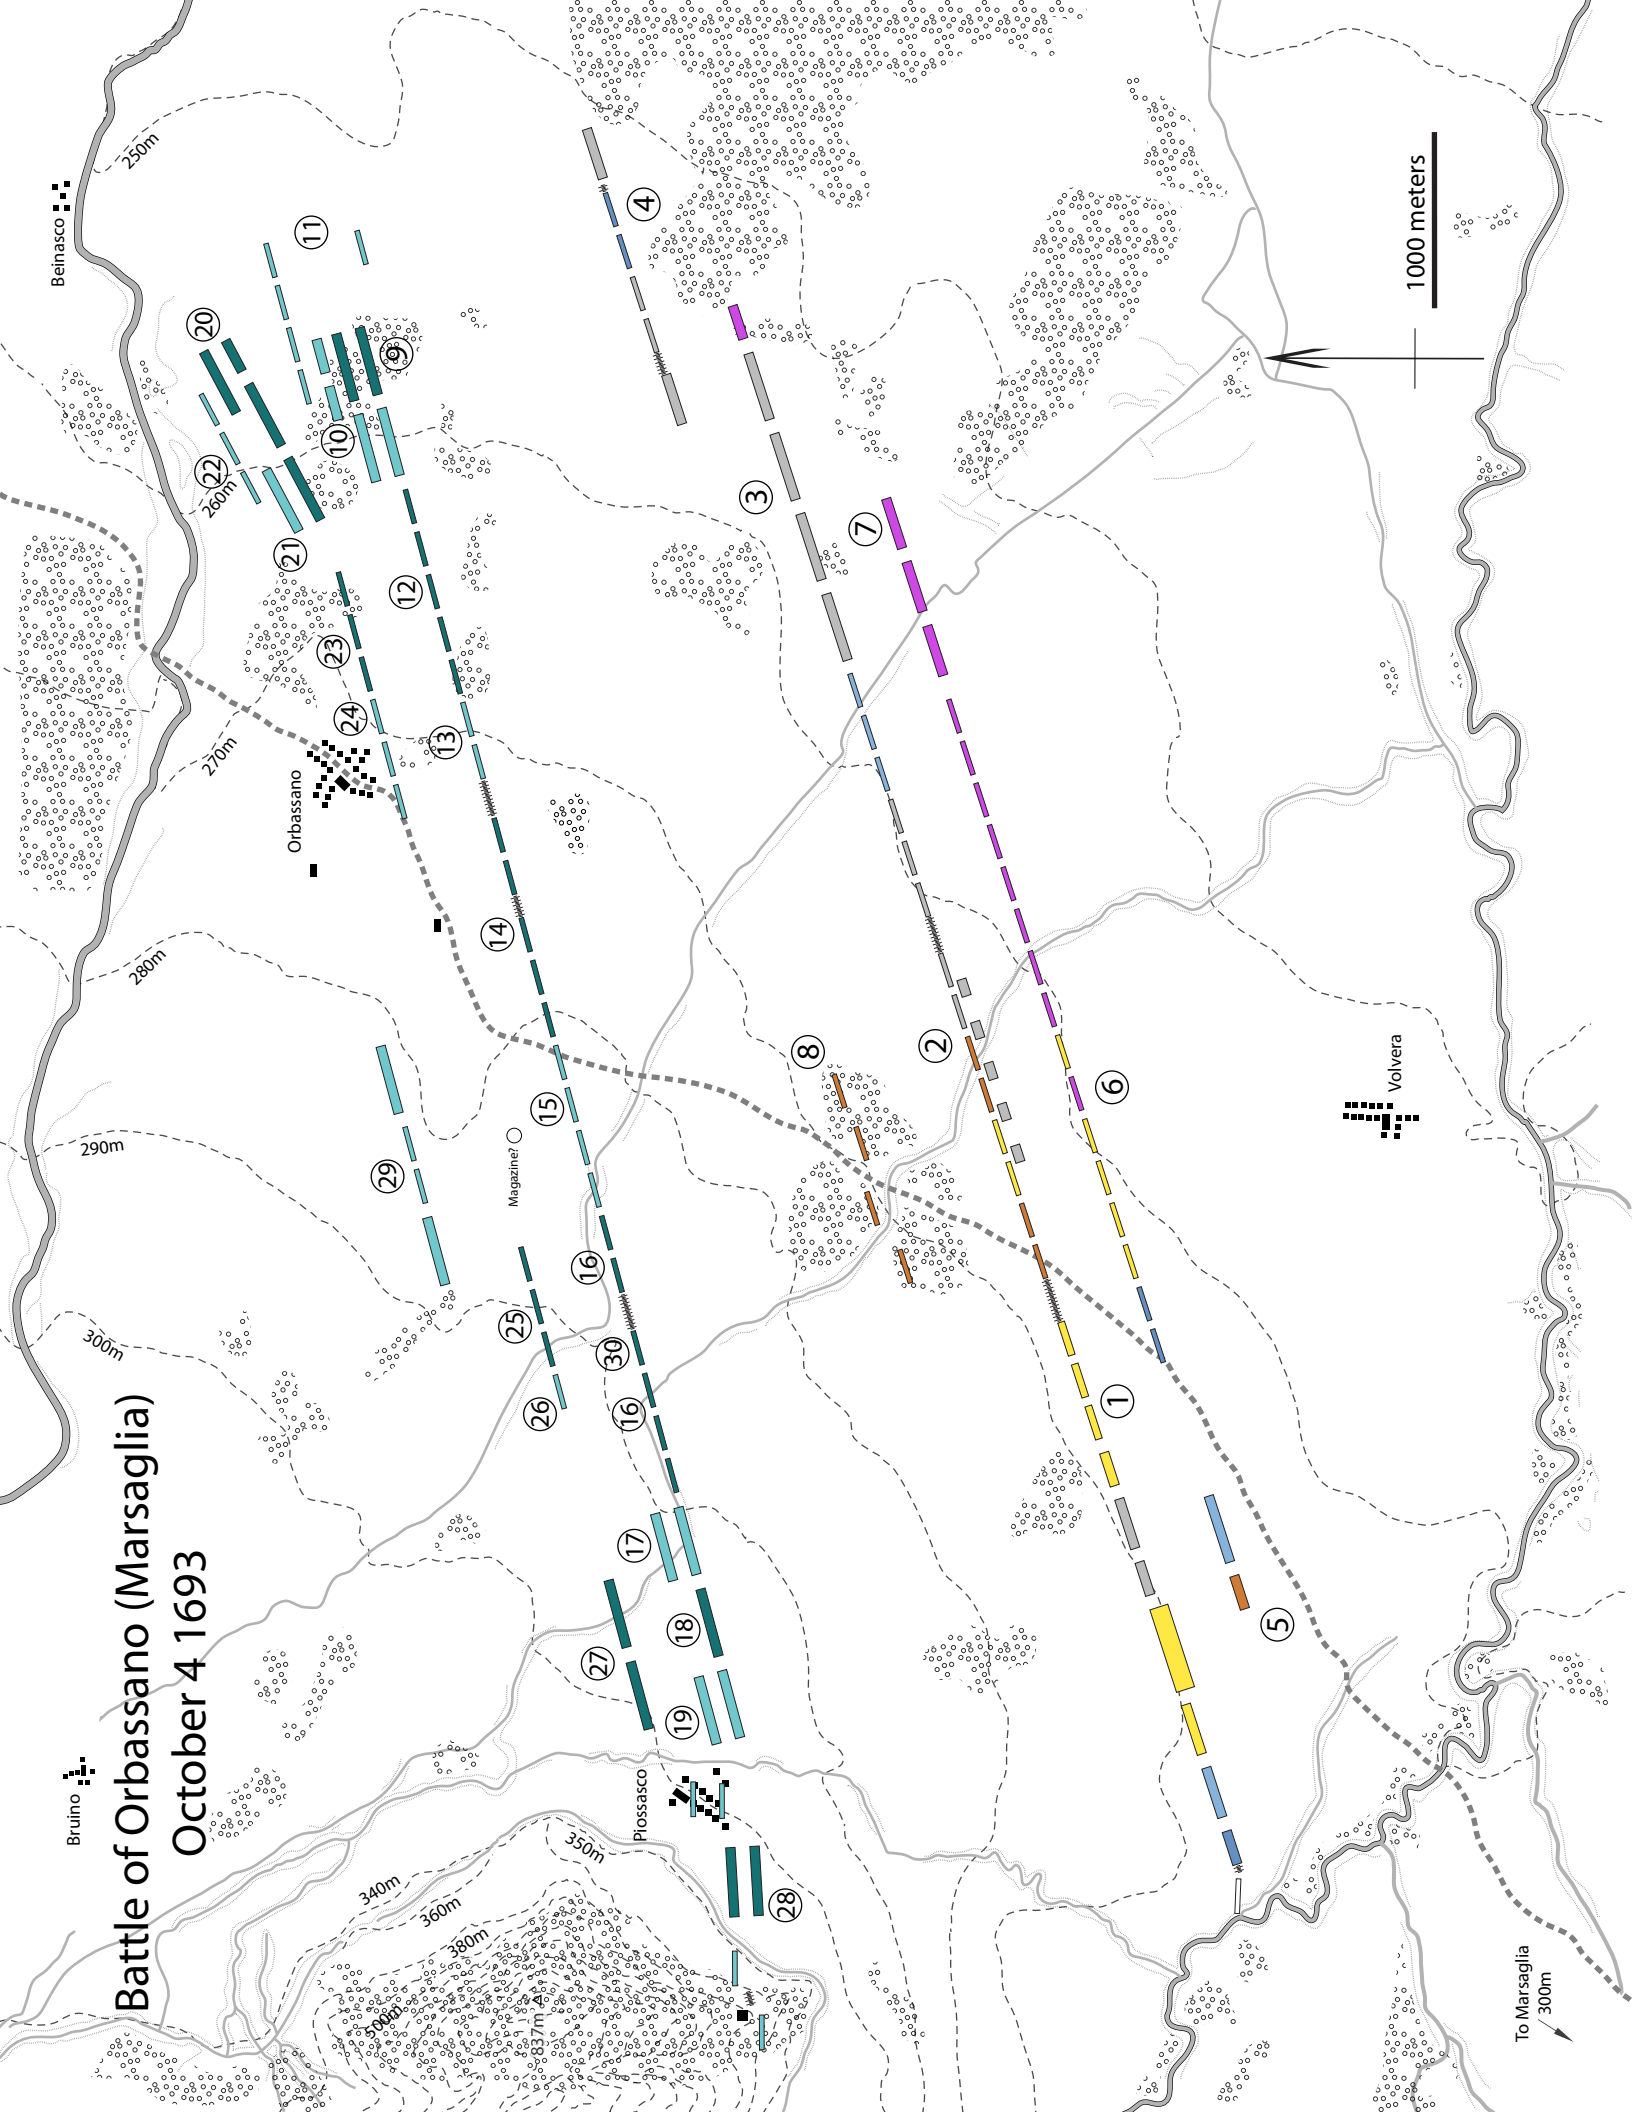 Battle of Orbassano (Marsaglia)
October 4 1693
Bruino
300m
290m
280m
270m
260m
250m
Beinasco
Orbassano
Magazine?
Piossasco
340m
350m
360m
380m
500m
837m
Volvera
To Marsaglia
300m
1000 meters
1
2
3
4
5
6
7
8
9
10
11
12
13
14
15
16
30
16
17
18
19
20
21
22
23
24
25
26
27
28
29